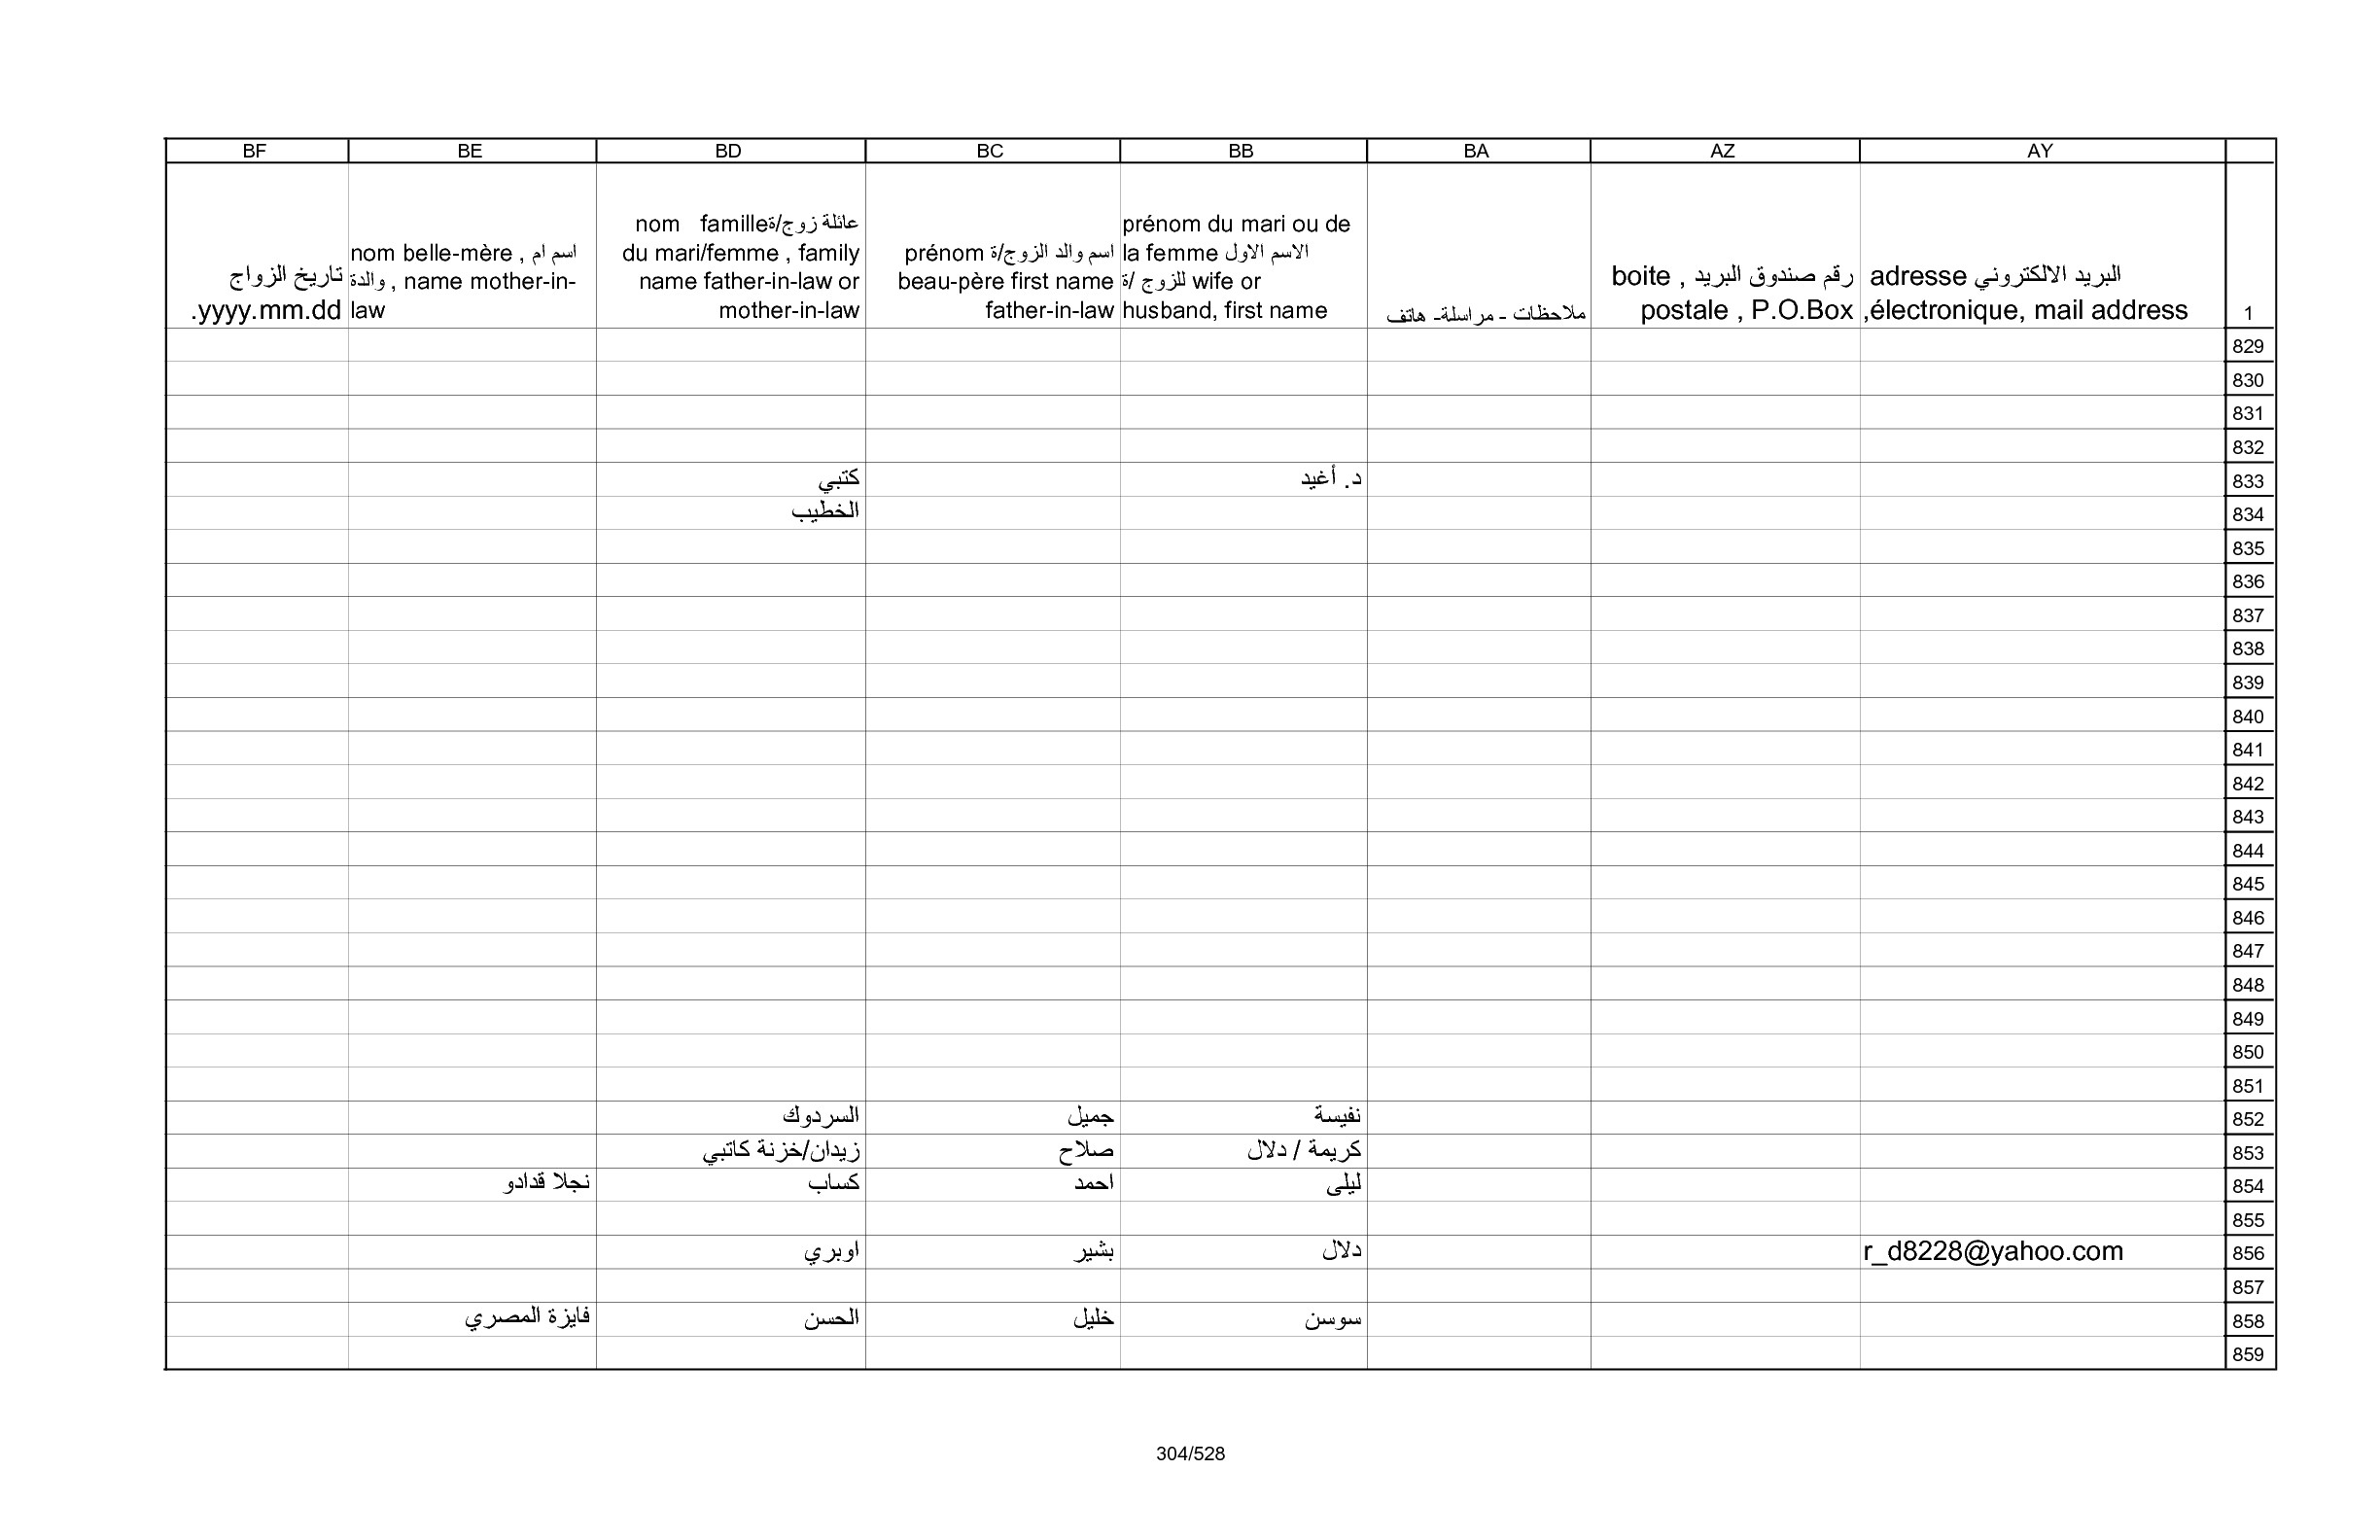 AY BA AZ BB BC BD BE BF
البريد الالكتروني adresse
électronique, mail address,
رقم صندوق البريد , boite
postale , P.O.Box
ملاحظات - مراسلة- هاتف
prénom du mari ou de
la femme الاسم الاول
للزوج /ة wife or
husband, first name
اسم والد الزوج/ة prénom
beau-père first name
father-in-law
عائلة زوج/ةnom famille
du mari/femme , family
name father-in-law or
mother-in-law
nom belle-mère , اسم ام
والدة , name mother-in-
law
تاريخ الزواج
yyyy.mm.dd.
1
829
830
831
832
833 د. أغيد كتبي
834 الخطيب
835
836
837
838
839
840
841
842
843
844
845
846
847
848
849
850
851
852 نفيسة جميل السردوك
853 كريمة / دلال صلاح زيدان/خزنة كاتبي
854 ليلى احمد كساب نجلا قدادو
855
856 r_d8228@yahoo.com دلال بشير اوبري
857
858 سوسن خليل الحسن فايزة المصري
859
304/528